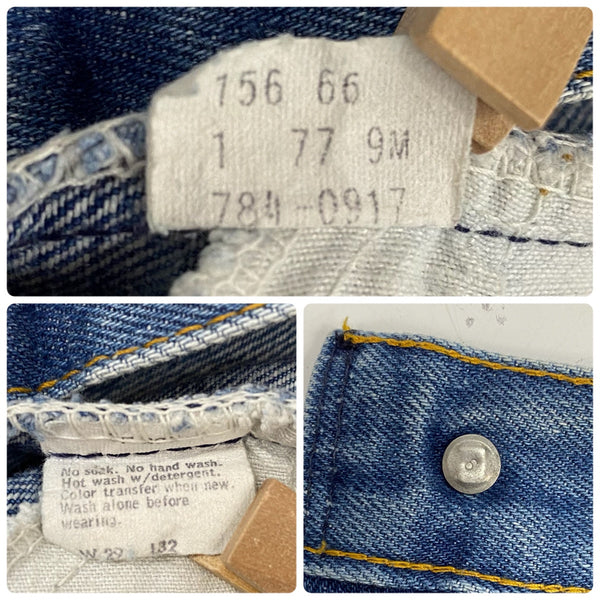 156 66
1 77 9M
784-0917
No soak. No hand wash.
Hot wash w/detergent.
Color transfer when new.
Wash alone before
wearing.